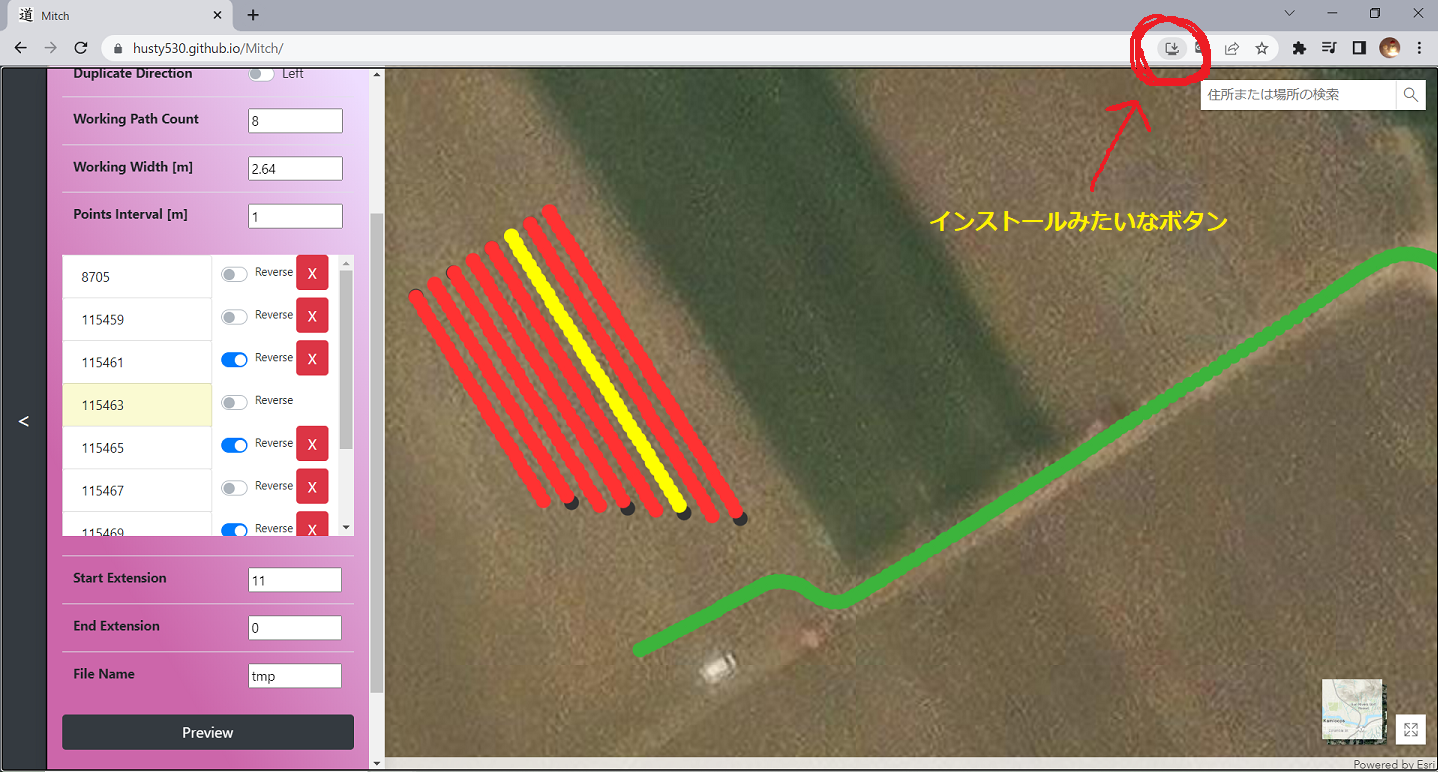 道 Mitch
husty530.github.io/Mitch/
Duplicate Direction Left
Working Path Count 8
Working Width [m] 2.64
Points Interval [m] 1
8705 Reverse X
115459 Reverse X
115461 Reverse X
115463 Reverse
115465 Reverse X
115467 Reverse X
115469 Reverse X
Start Extension 11
End Extension 0
File Name tmp
Preview
<
住所または場所の検索
インストールみたいなボタン
Powered by Esri